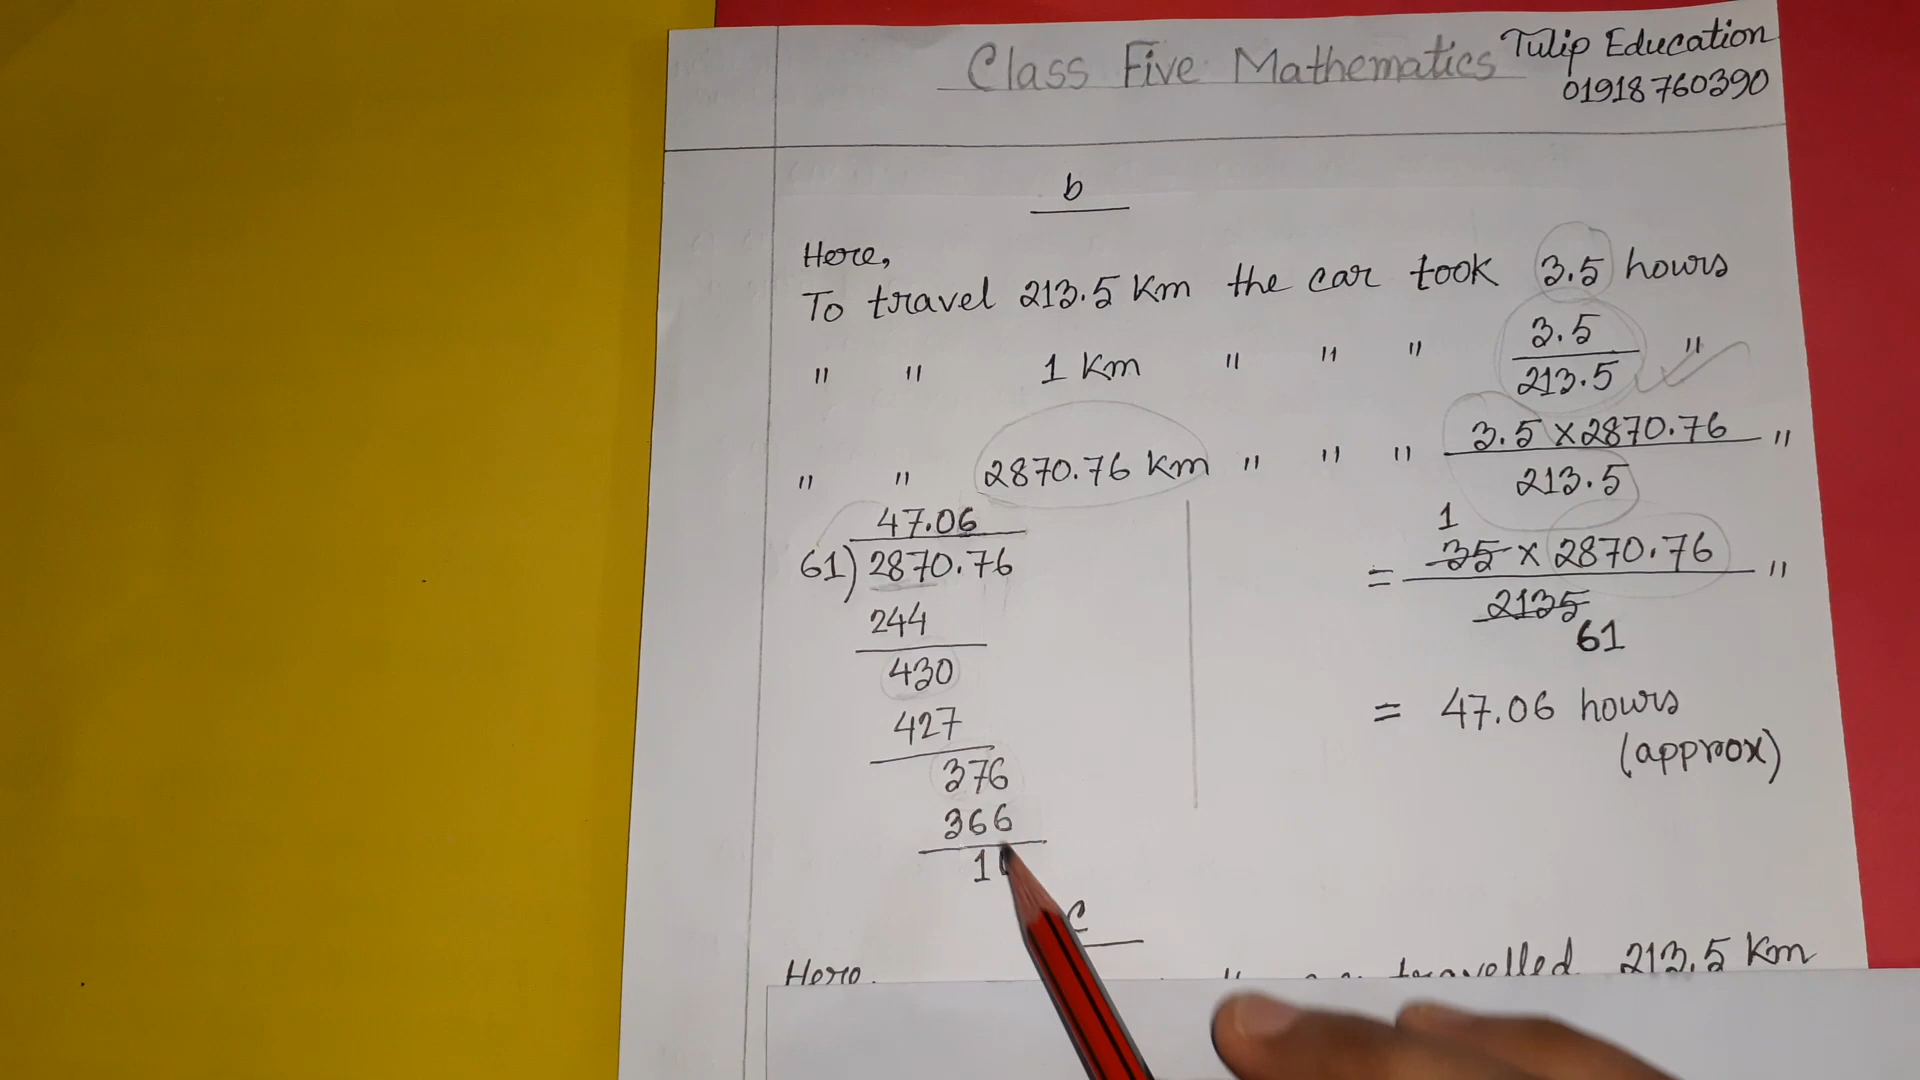 Class Five Mathematics
Tulip Education
01918760390
b
Here,
To travel 213.5 Km the car took 3.5 hours
" " 1 Km " " " 3.5/213.5 "
" " 2870.76 Km " " " 3.5 × 2870.76/213.5 "
47.06
61) 2870.76
244
430
427
376
366
1
1
= 35 × 2870.76/2135 "
61
= 47.06 hours
(approx)
c
Here travelled 213.5 Km